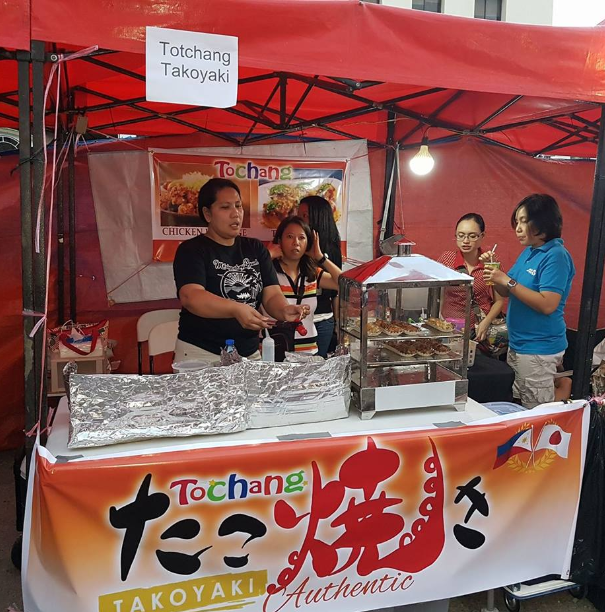 Totchang
Takoyaki
Tochang
CHICKEN
Tochang
たこ焼き
TAKOYAKI
Authentic